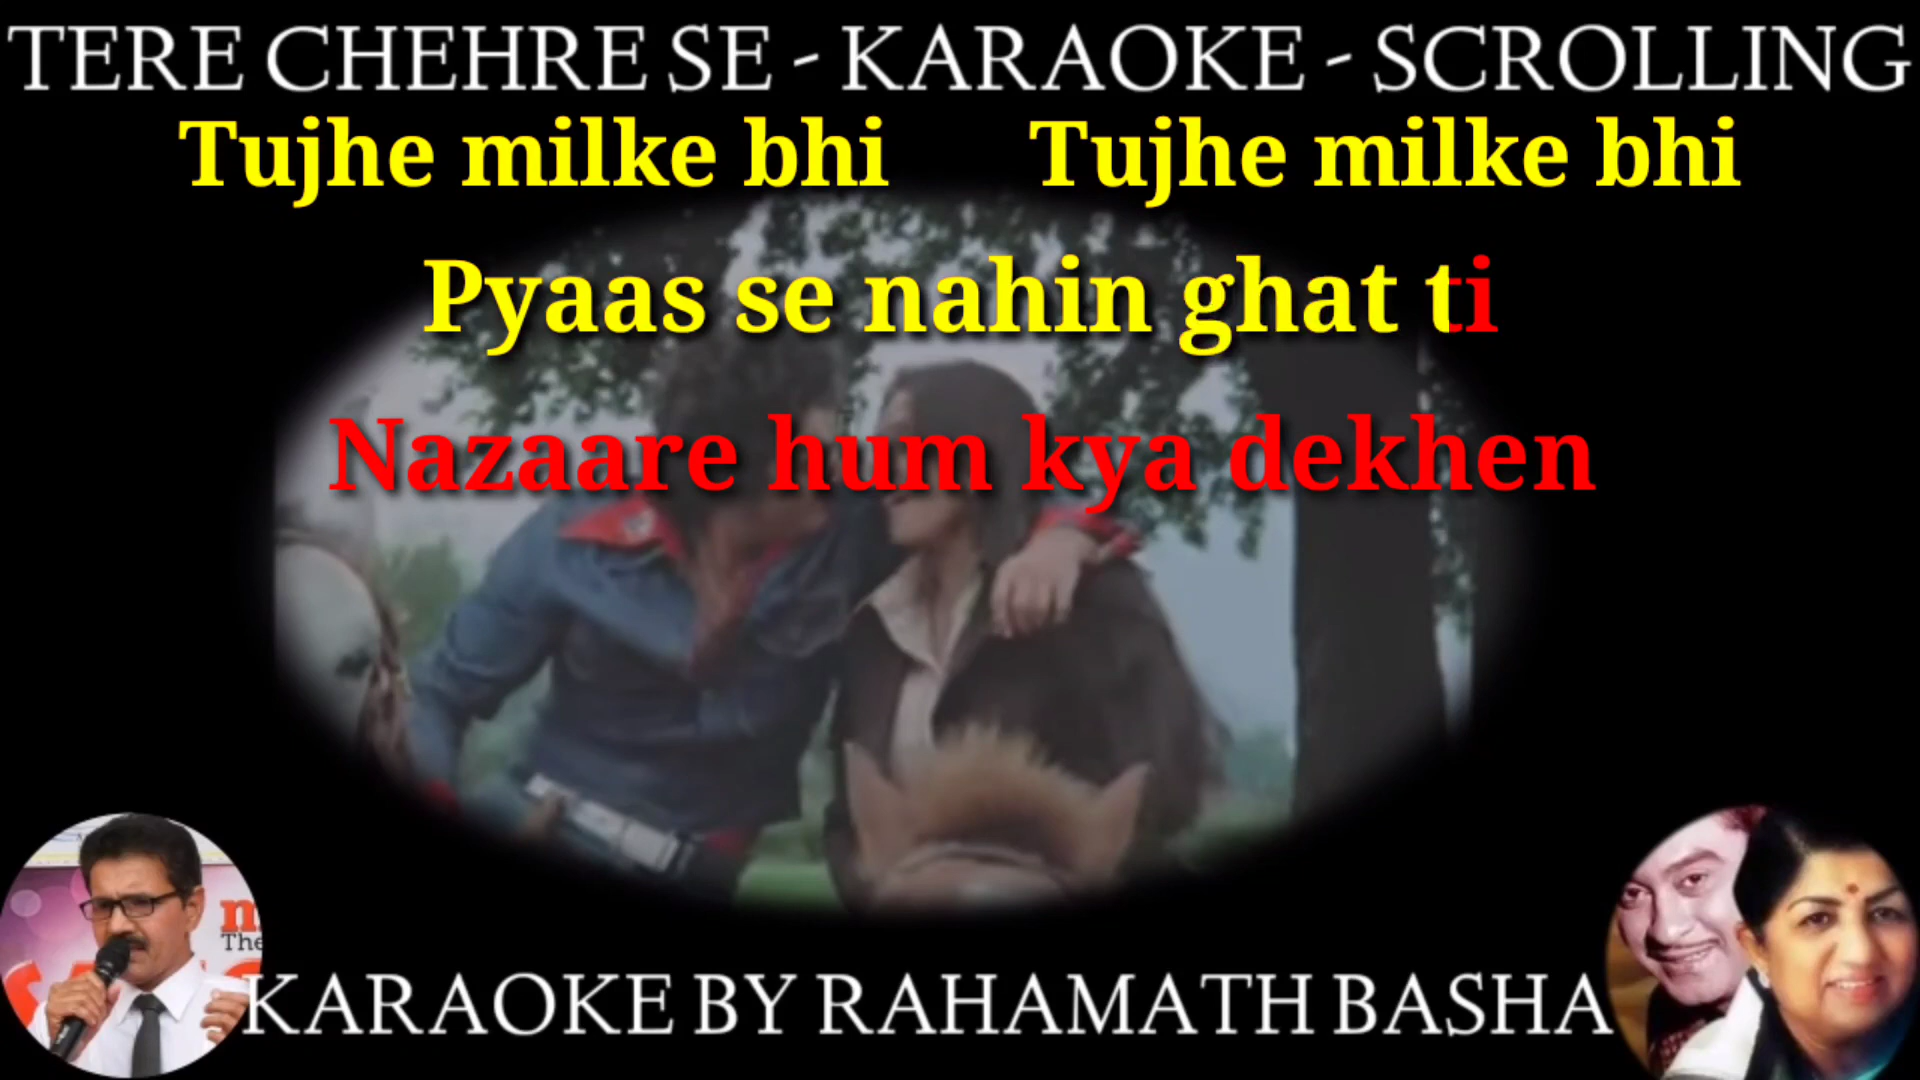 TERE CHEHRE SE - KARAOKE - SCROLLING
Tujhe milke bhi Tujhe milke bhi
Pyaas se nahin ghat ti
Nazaare hum kya dekhen
The
KARAOKE BY RAHAMATH BASHA